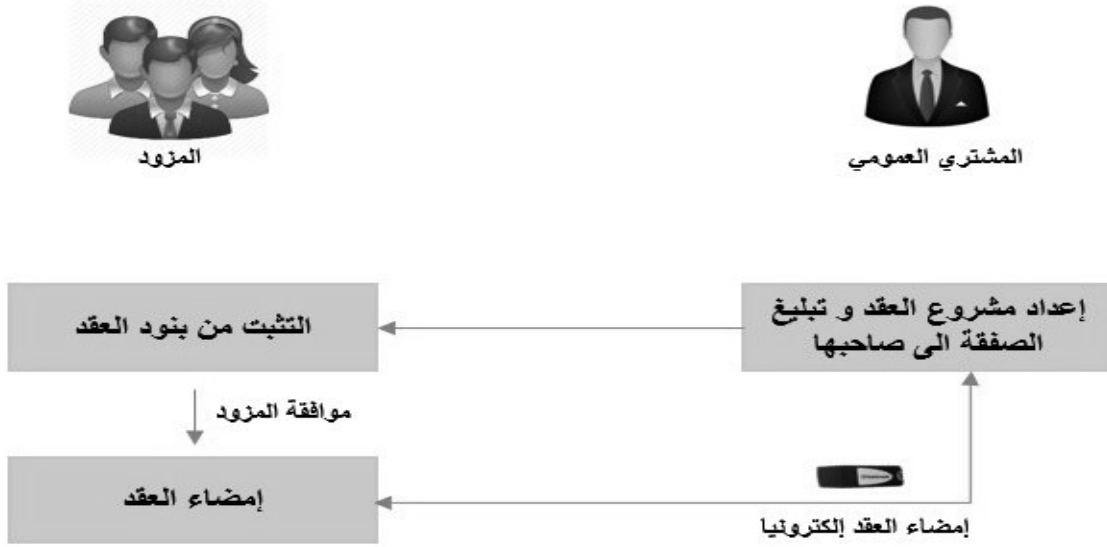 المشتري العمومي
المزود
إعداد مشروع العقد و تبليغ
الصفقة الى صاحبها
التثبت من بنود العقد
موافقة المزود
إمضاء العقد
إمضاء العقد إلكترونيا